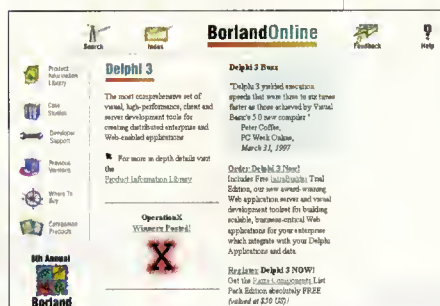 BorlandOnline
Search
Index
Feedback
Help
Product
Information
Library
Case
Studies
Developer
Support
Previous
Versions
Where To
Buy
Companion
Products
8th Annual
Borland
Delphi 3
The most comprehensive set of
visual, high-performance, client and
server development tools for
creating distributed enterprise and
Web-enabled applications
For more in depth details visit
the
Product Information Library
OperationX
Winners Posted!
X
Delphi 3 Buzz
"Delphi 3 yielded execution
speeds that were three to six times
faster as those achieved by Visual
Basic's 5.0 new compiler "
Peter Coffee,
PC Week Online,
March 31, 1997
Order Delphi 3 Now!
Includes Free IntraBuilder Trial
Edition, our new award-winning
Web application server and visual
development toolset for building
scalable, business-critical Web
applications for your enterprise
which integrate with your Delphi
Applications and data.
Register Delphi 3 NOW!
Get the Components List
Pack Edition absolutely FREE
(valued at $50 US)!